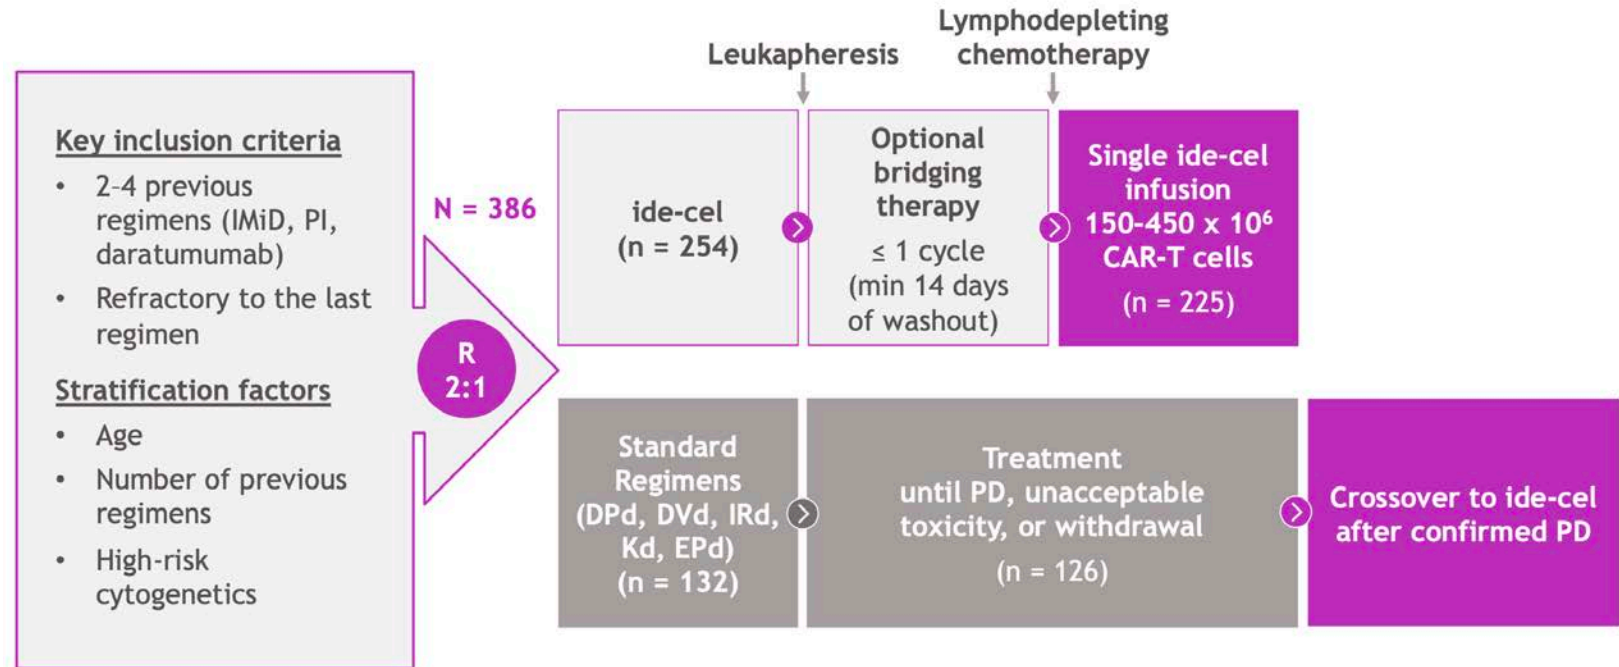 Key inclusion criteria
• 2-4 previous
regimens (IMiD, PI,
daratumumab)
• Refractory to the last
regimen
Stratification factors
• Age
• Number of previous
regimens
• High-risk
cytogenetics
N = 386
R
2:1
Leukapheresis
Lymphodepleting
chemotherapy
ide-cel
(n = 254)
Optional
bridging
therapy
≤ 1 cycle
(min 14 days
of washout)
Single ide-cel
infusion
150-450 x 10⁶
CAR-T cells
(n = 225)
Standard
Regimens
(DPd, DVd, IRd,
Kd, EPd)
(n = 132)
Treatment
until PD, unacceptable
toxicity, or withdrawal
(n = 126)
Crossover to ide-cel
after confirmed PD